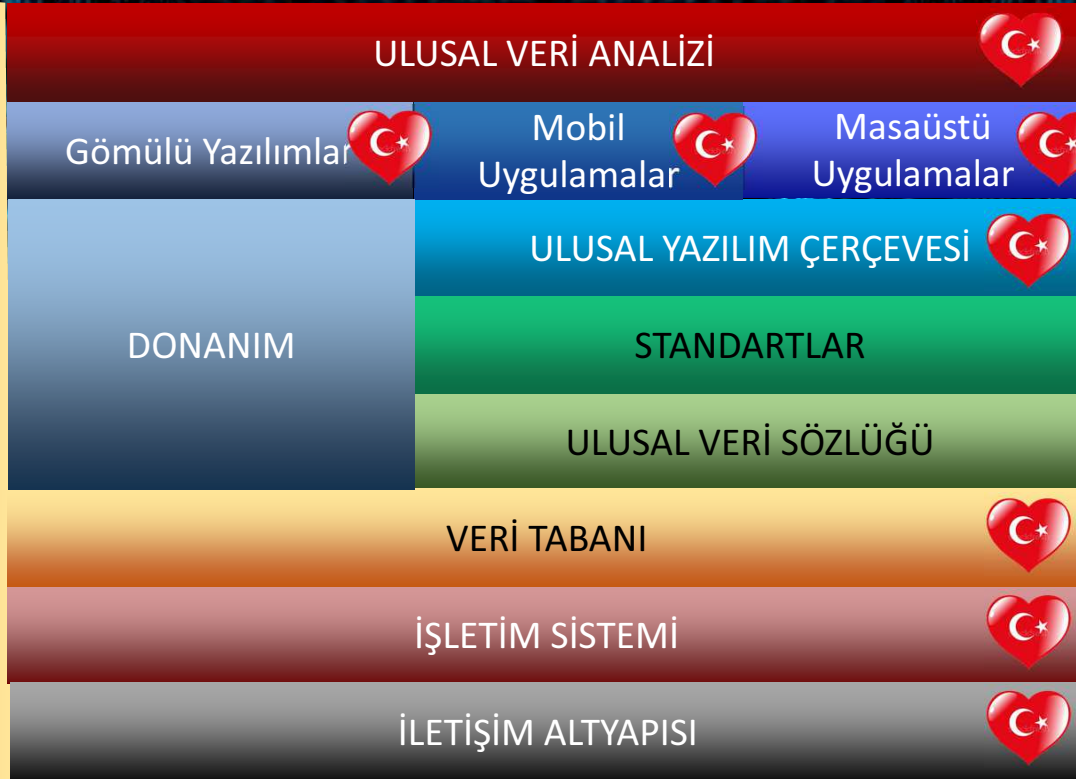 ULUSAL VERİ ANALİZİ
Gömülü Yazılımlar
Mobil
Uygulamalar
Masaüstü
Uygulamalar
DONANIM
ULUSAL YAZILIM ÇERÇEVESİ
STANDARTLAR
ULUSAL VERİ SÖZLÜĞÜ
VERİ TABANI
İŞLETİM SİSTEMİ
İLETİŞİM ALTYAPISI